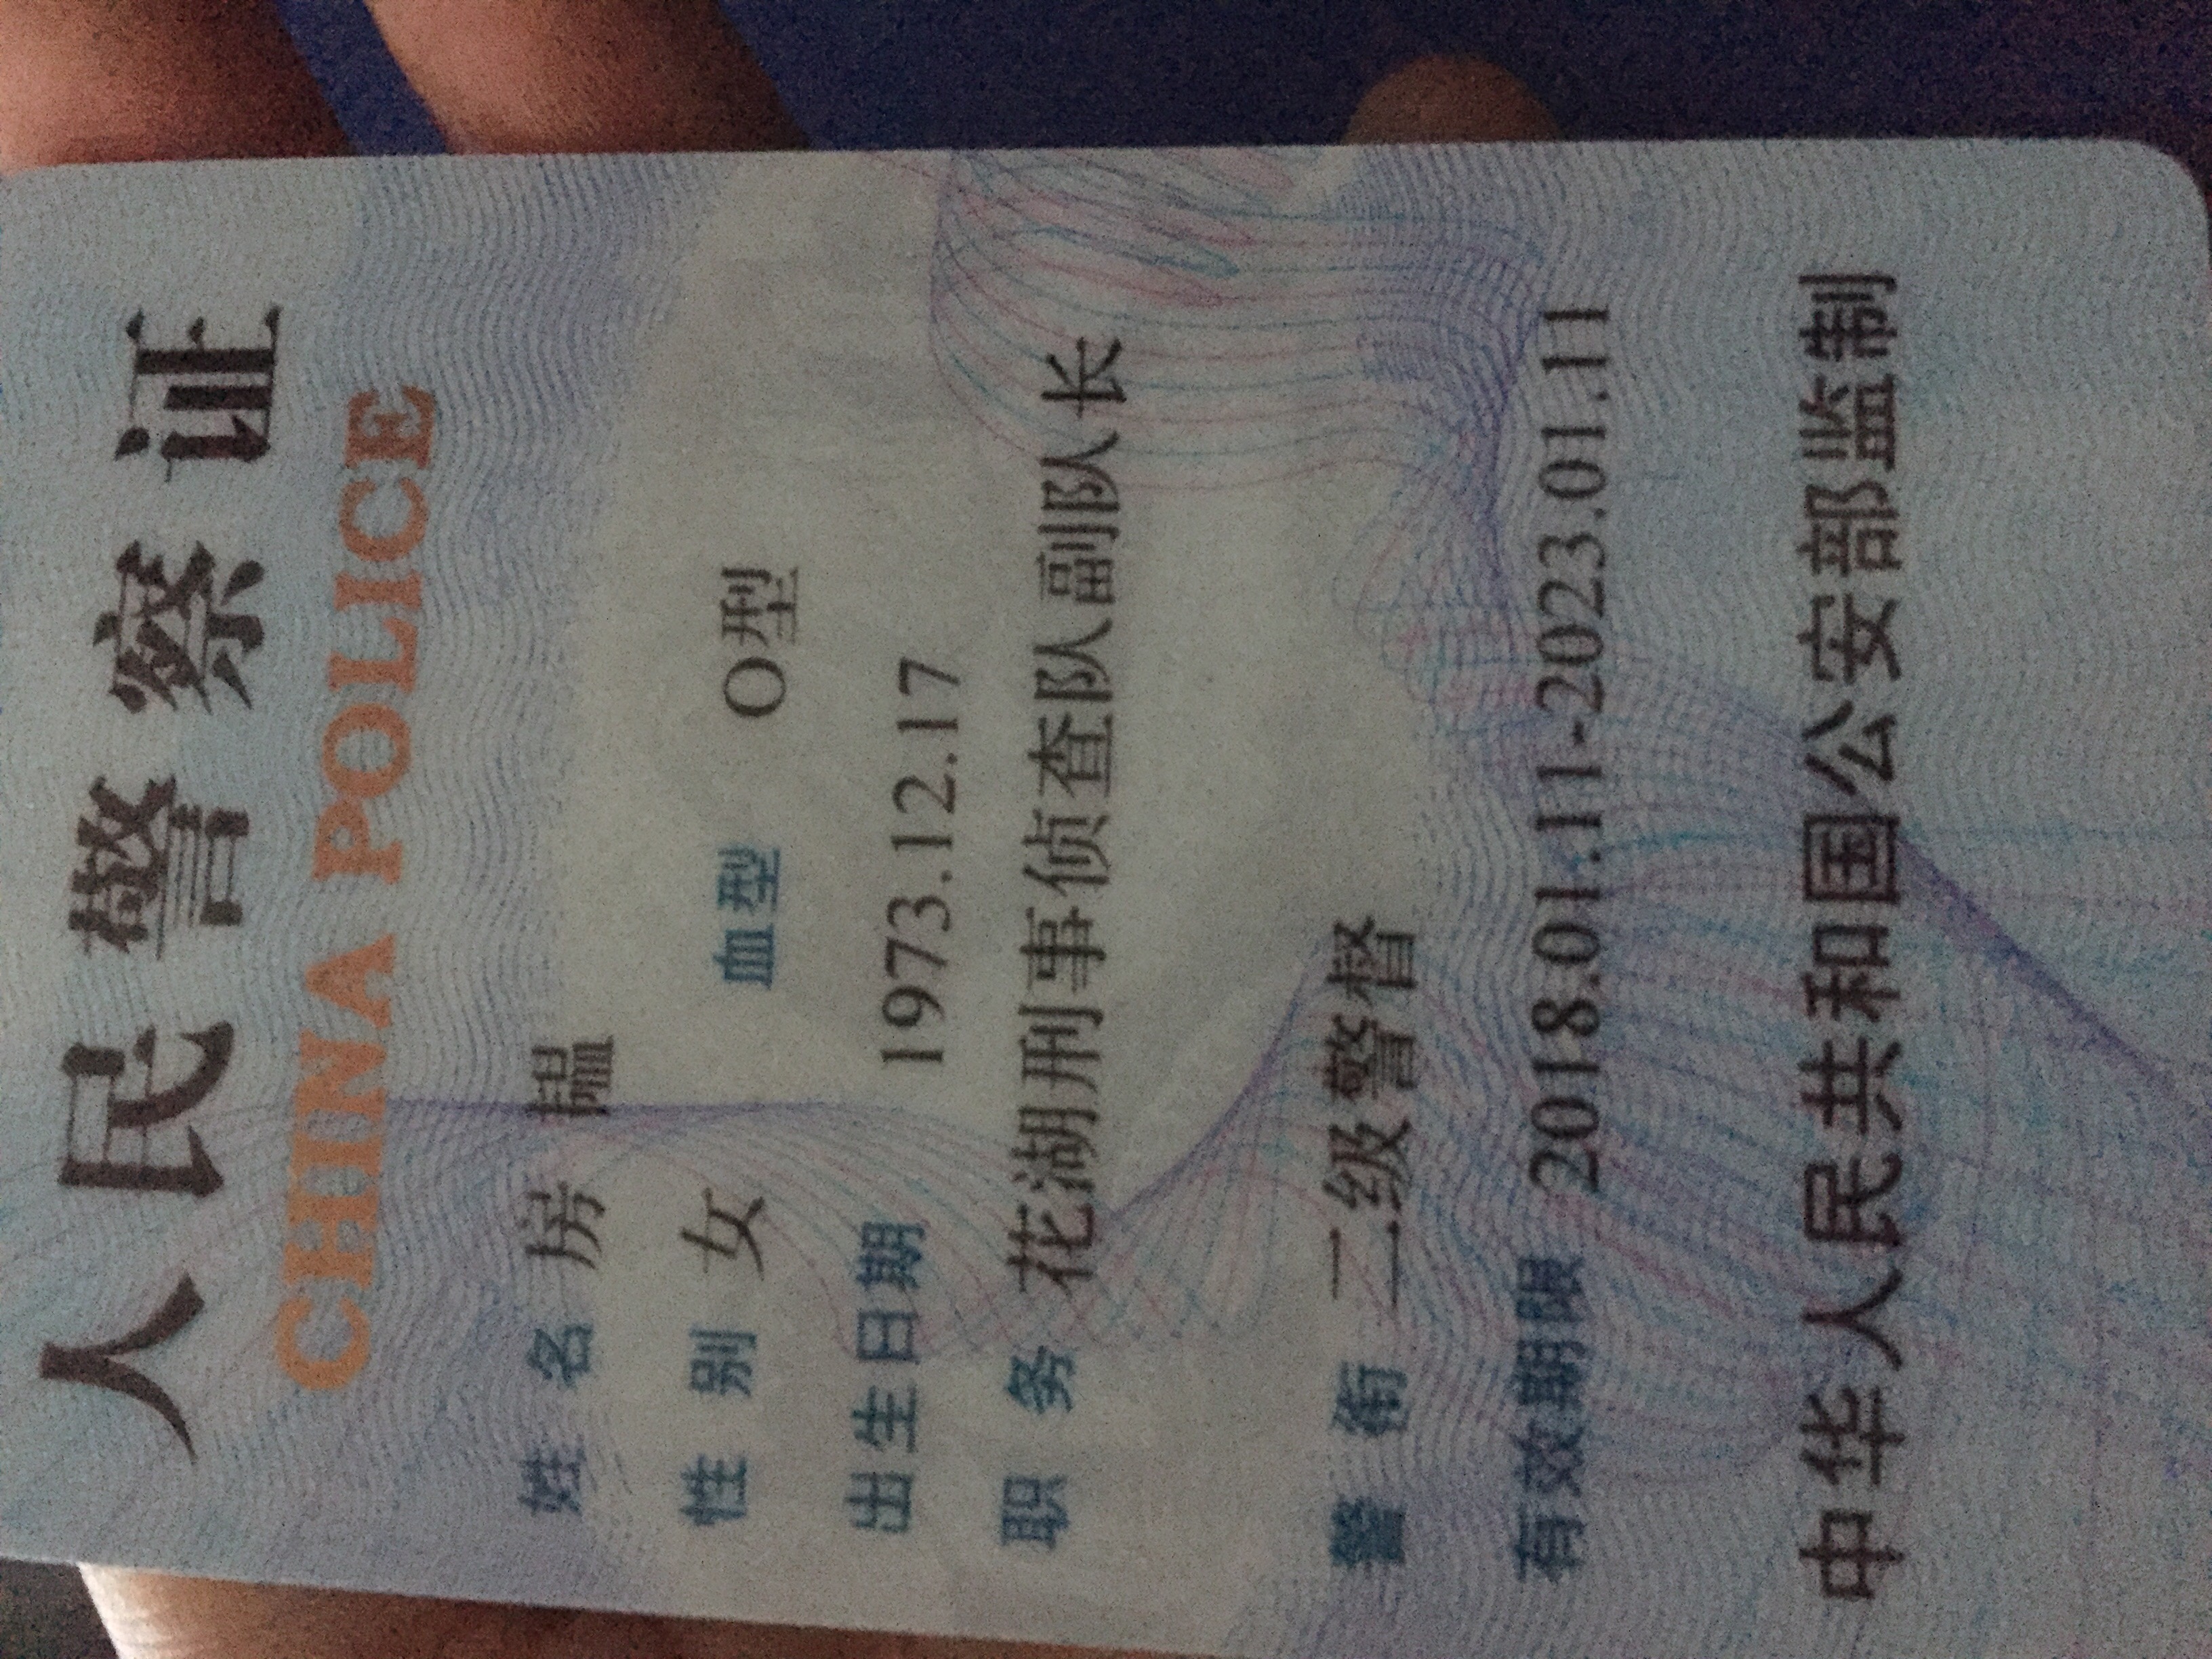 人民警察证
CHINA POLICE
姓 名 房 韫
性 别 女 血型 O型
出生日期 1973.12.17
职 务 花湖刑事侦查队副队长
警 衔 二级警督
有效期限 2018.01.11-2023.01.11
中华人民共和国公安部监制